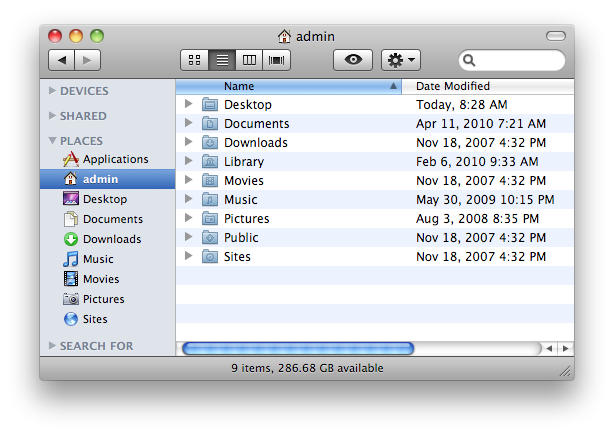 admin
DEVICES
SHARED
PLACES
Applications
admin
Desktop
Documents
Downloads
Music
Movies
Pictures
Sites
SEARCH FOR
Name Date Modified
Desktop Today, 8:28 AM
Documents Apr 11, 2010 7:21 AM
Downloads Nov 18, 2007 4:32 PM
Library Feb 6, 2010 9:33 AM
Movies Nov 18, 2007 4:32 PM
Music May 30, 2009 10:15 PM
Pictures Aug 3, 2008 8:35 PM
Public Nov 18, 2007 4:32 PM
Sites Nov 18, 2007 4:32 PM
9 items, 286.68 GB available